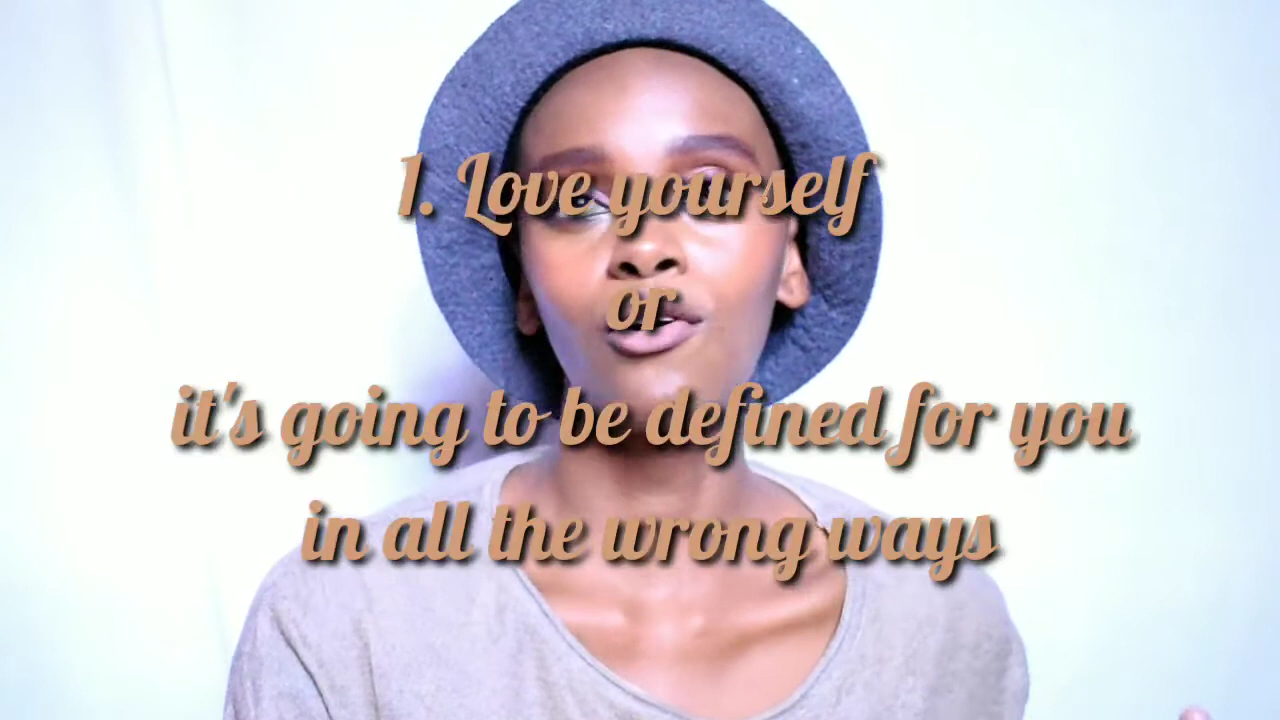 1. Love yourself
or
it's going to be defined for you
in all the wrong ways